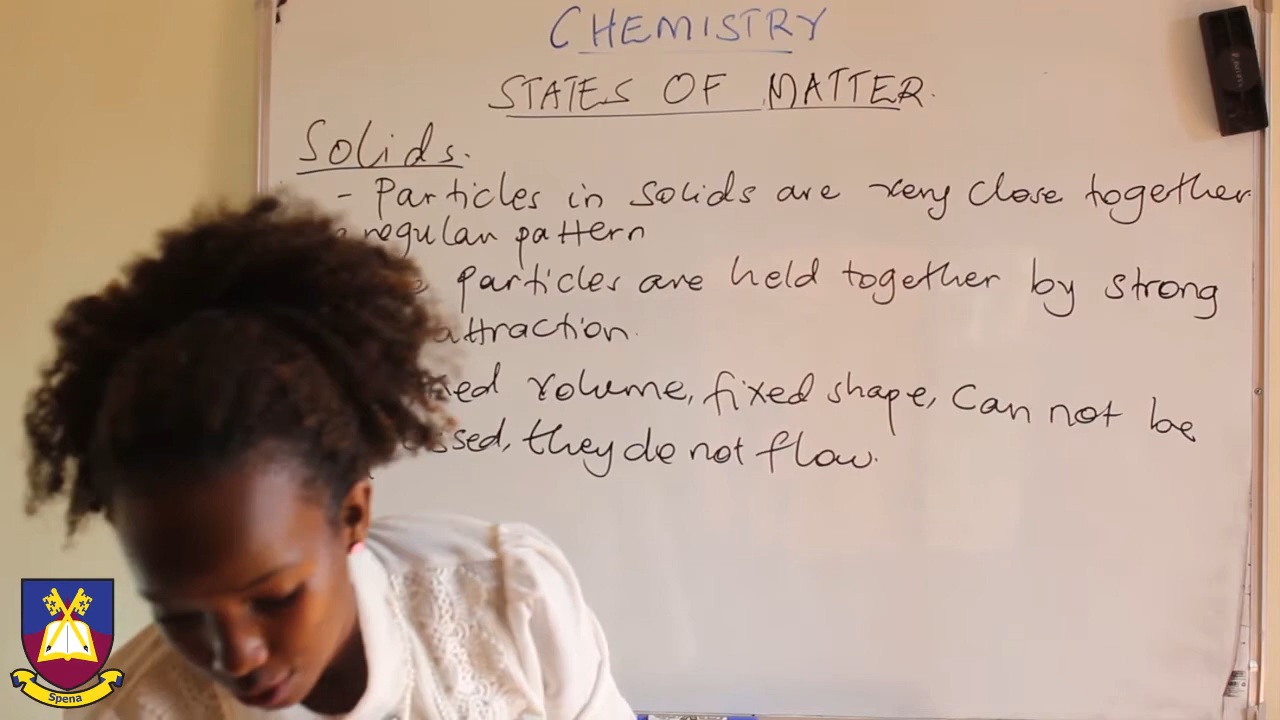 CHEMISTRY
STATES OF MATTER.
Solids.
- Particles in solids are very close together
regular pattern
particles are held together by strong
attraction.
volume, fixed shape, can not be
they do not flow.
Spena